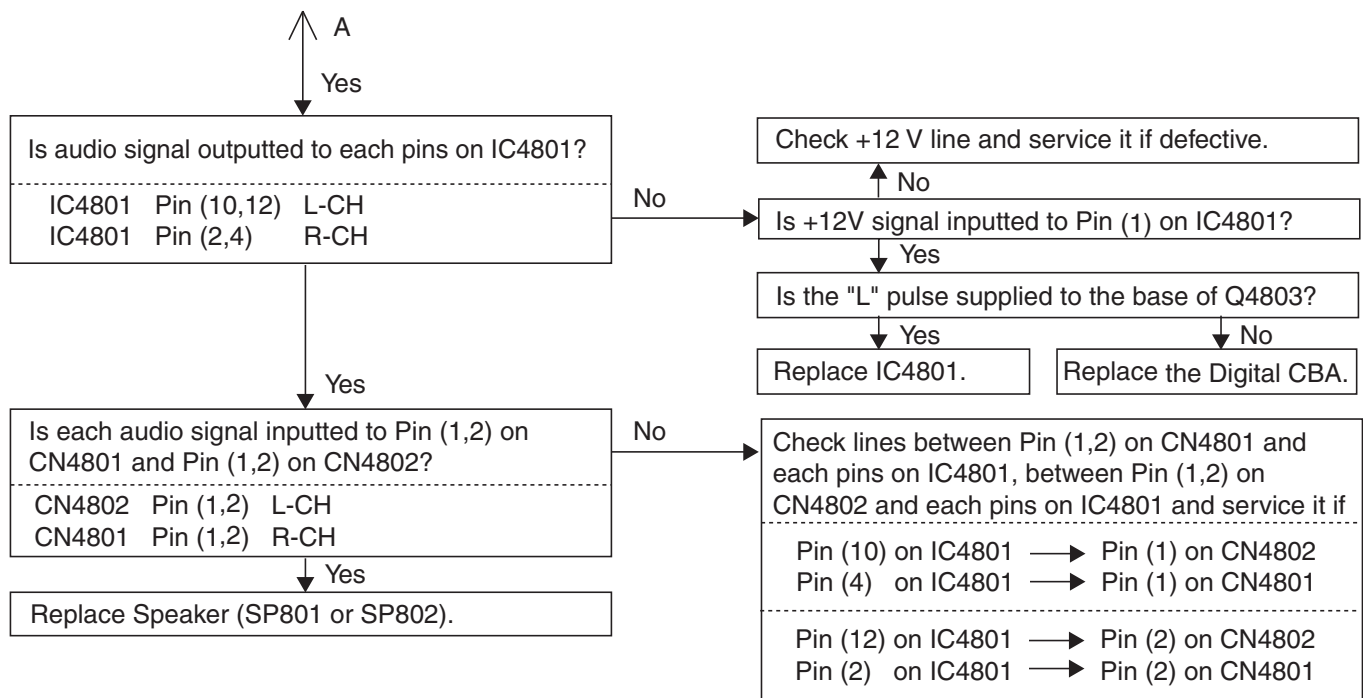 A
Yes
Is audio signal outputted to each pins on IC4801?
IC4801 Pin (10,12) L-CH
IC4801 Pin (2,4) R-CH
No
Check +12 V line and service it if defective.
No
Is +12V signal inputted to Pin (1) on IC4801?
Yes
Is the "L" pulse supplied to the base of Q4803?
Yes
No
Replace IC4801.
Replace the Digital CBA.
Yes
Is each audio signal inputted to Pin (1,2) on
CN4801 and Pin (1,2) on CN4802?
CN4802 Pin (1,2) L-CH
CN4801 Pin (1,2) R-CH
No
Check lines between Pin (1,2) on CN4801 and
each pins on IC4801, between Pin (1,2) on
CN4802 and each pins on IC4801 and service it if
Pin (10) on IC4801 → Pin (1) on CN4802
Pin (4) on IC4801 → Pin (1) on CN4801
Pin (12) on IC4801 → Pin (2) on CN4802
Pin (2) on IC4801 → Pin (2) on CN4801
Yes
Replace Speaker (SP801 or SP802).